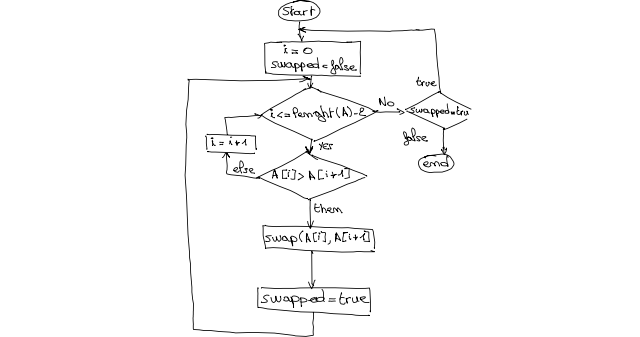 Start
i = 0
swapped = false
i <= lenght(A)-2
No
swapped = tru
true
false
end
yes
i = i+1
else
A[i] > A[i+1]
then
swap(A[i], A[i+1]
swapped = true